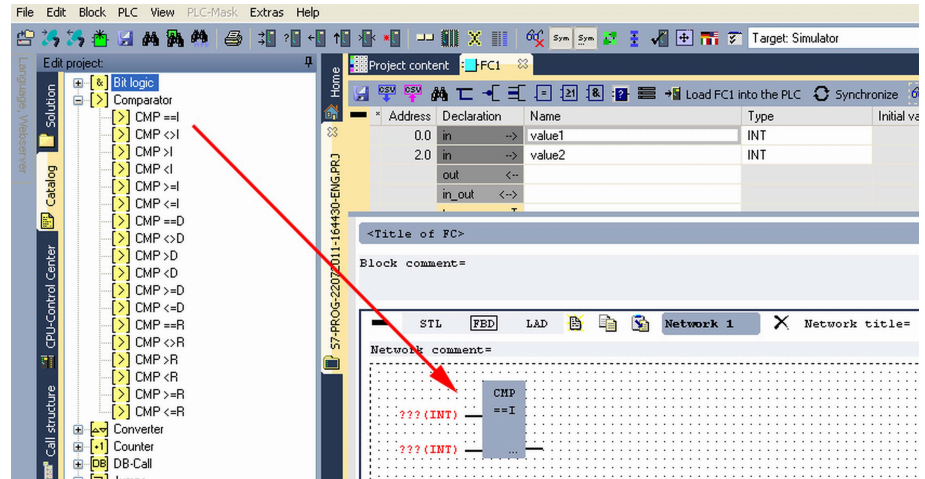 File Edit Block PLC View PLC-Mask Extras Help
Sym Sym Target: Simulator
Language, Webserver
Solution
Catalog
CPU-Control Center
Call structure
Edit project:
Bit logic
Comparator
CMP ==I
CMP <>I
CMP >I
CMP <I
CMP >=I
CMP <=I
CMP ==D
CMP <>D
CMP >D
CMP <D
CMP >=D
CMP <=D
CMP ==R
CMP <>R
CMP >R
CMP <R
CMP >=R
CMP <=R
Converter
Counter
DB-Call
Home
S7-PROG-22072011-164430-ENG.PRJ
Project content FC1
CSV CSV Load FC1 into the PLC Synchronize
* Address Declaration Name Type Initial va
0.0 in --> value1 INT
2.0 in --> value2 INT
out <--
in_out <-->
<Title of FC>
Block comment=
STL FBD LAD Network 1 Network title=
Network comment=
CMP
==I
???(INT)
???(INT) ...